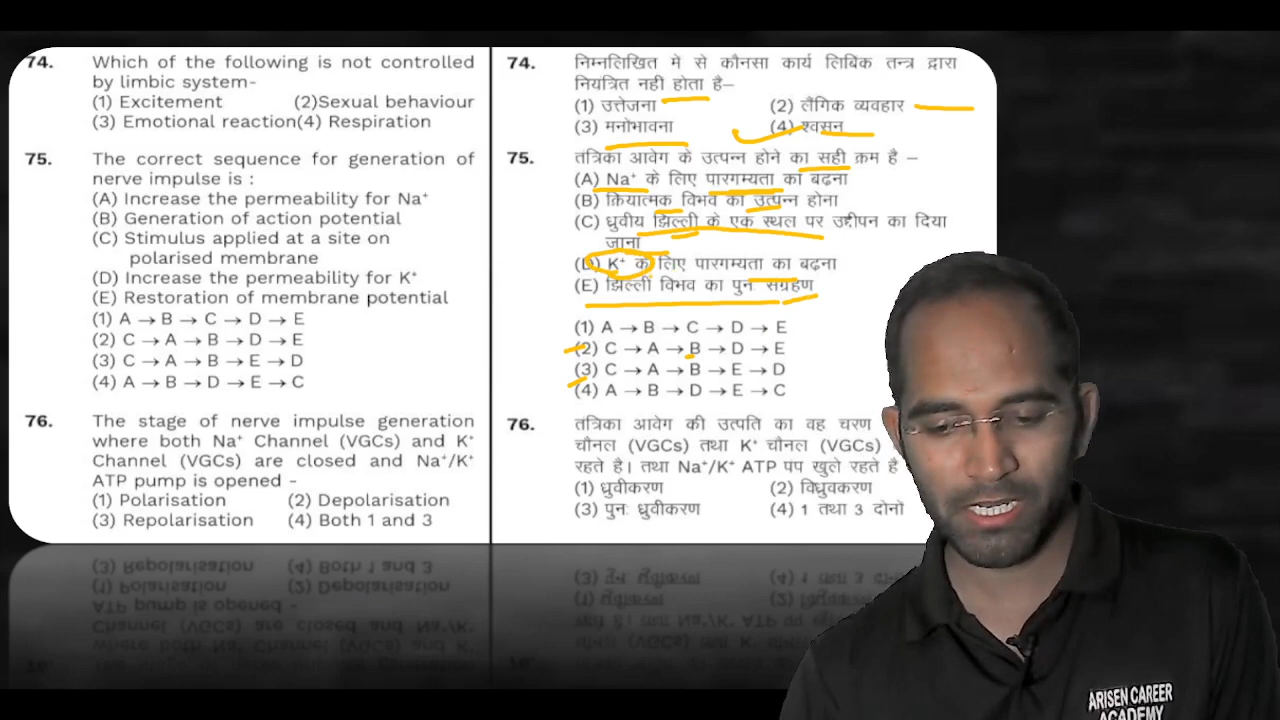 74. Which of the following is not controlled
by limbic system-
(1) Excitement (2)Sexual behaviour
(3) Emotional reaction(4) Respiration
75. The correct sequence for generation of
nerve impulse is :
(A) Increase the permeability for Na⁺
(B) Generation of action potential
(C) Stimulus applied at a site on
polarised membrane
(D) Increase the permeability for K⁺
(E) Restoration of membrane potential
(1) A → B → C → D → E
(2) C → A → B → D → E
(3) C → A → B → E → D
(4) A → B → D → E → C
76. The stage of nerve impulse generation
where both Na⁺ Channel (VGCs) and K⁺
Channel (VGCs) are closed and Na⁺/K⁺
ATP pump is opened -
(1) Polarisation (2) Depolarisation
(3) Repolarisation (4) Both 1 and 3
74. निम्नलिखित मे से कौनसा कार्य लिंबिक तन्त्र द्वारा
नियंत्रित नही होता है–
(1) उत्तेजना (2) लैंगिक व्यवहार
(3) मनोभावना (4) श्वसन
75. तंत्रिका आवेग के उत्पन्न होने का सही क्रम है –
(A) Na⁺ के लिए पारगम्यता का बढ़ना
(B) क्रियात्मक विभव का उत्पन्न होना
(C) ध्रुवीय झिल्ली के एक स्थल पर उद्दीपन का दिया
जाना
(D) K⁺ के लिए पारगम्यता का बढ़ना
(E) झिल्ली विभव का पुन संग्रहण
(1) A → B → C → D → E
(2) C → A → B → D → E
(3) C → A → B → E → D
(4) A → B → D → E → C
76. तंत्रिका आवेग की उत्पति का वह चरण
चौनल (VGCs) तथा K⁺ चौनल (VGCs)
रहते है। तथा Na⁺/K⁺ ATP पंप खुले रहते है
(1) ध्रुवीकरण (2) विध्रुवकरण
(3) पुनः ध्रुवीकरण (4) 1 तथा 3 दोनों
ARISEN CAREER
ACADEMY